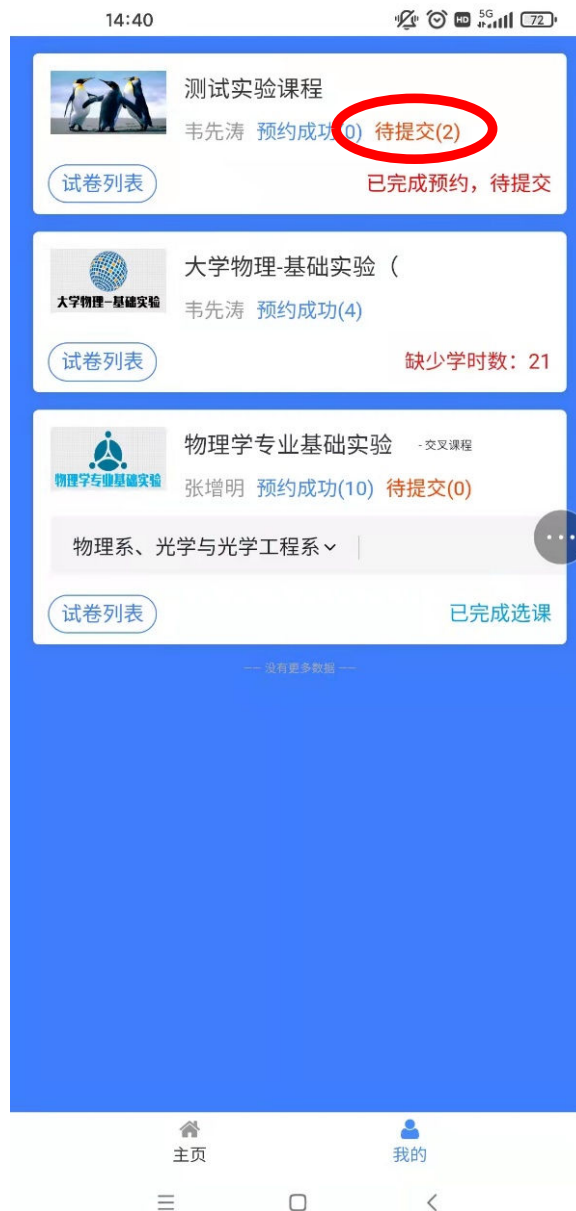 14:40
HD 5G 72
测试实验课程
韦先涛 预约成功(0) 待提交(2)
试卷列表 已完成预约，待提交
大学物理-基础实验（
大学物理-基础实验
韦先涛 预约成功(4)
试卷列表 缺少学时数：21
物理学专业基础实验 -交叉课程
物理学专业基础实验
张增明 预约成功(10) 待提交(0)
物理系、光学与光学工程系
试卷列表 已完成选课
—— 没有更多数据 ——
主页 我的